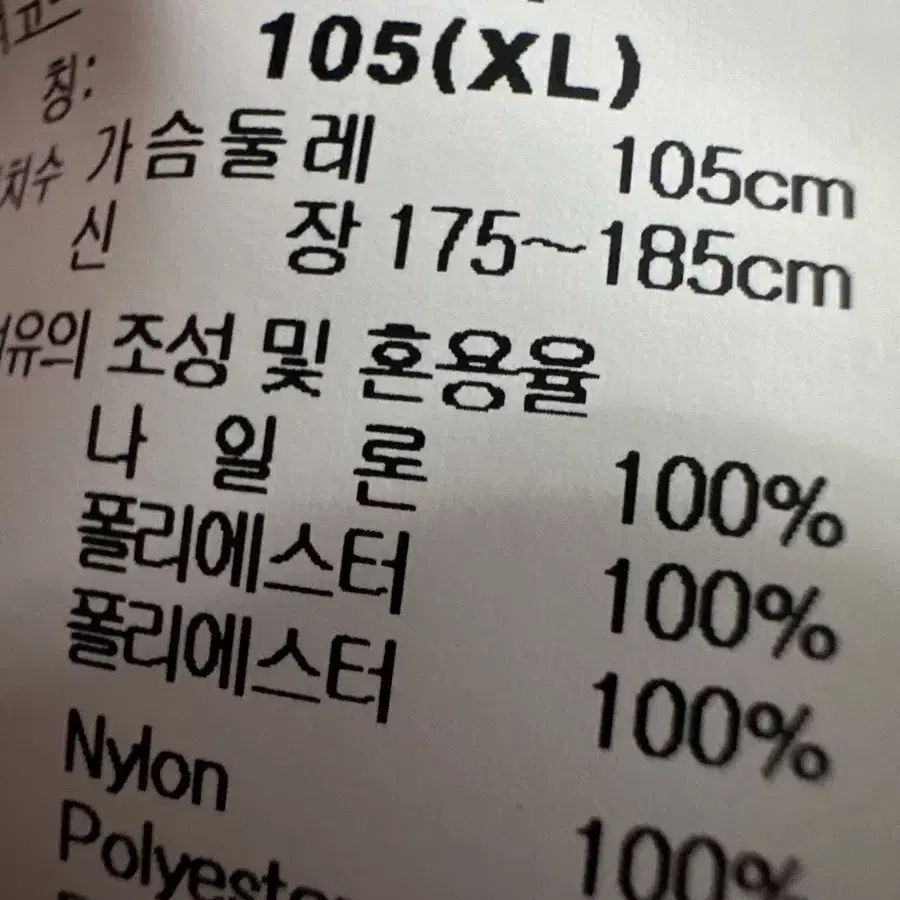 칭: 105(XL)
치수 가슴둘레 105cm
신 장 175~185cm
유의 조성 및 혼용율
나 일 론 100%
폴리에스터 100%
폴리에스터 100%
Nylon 100%